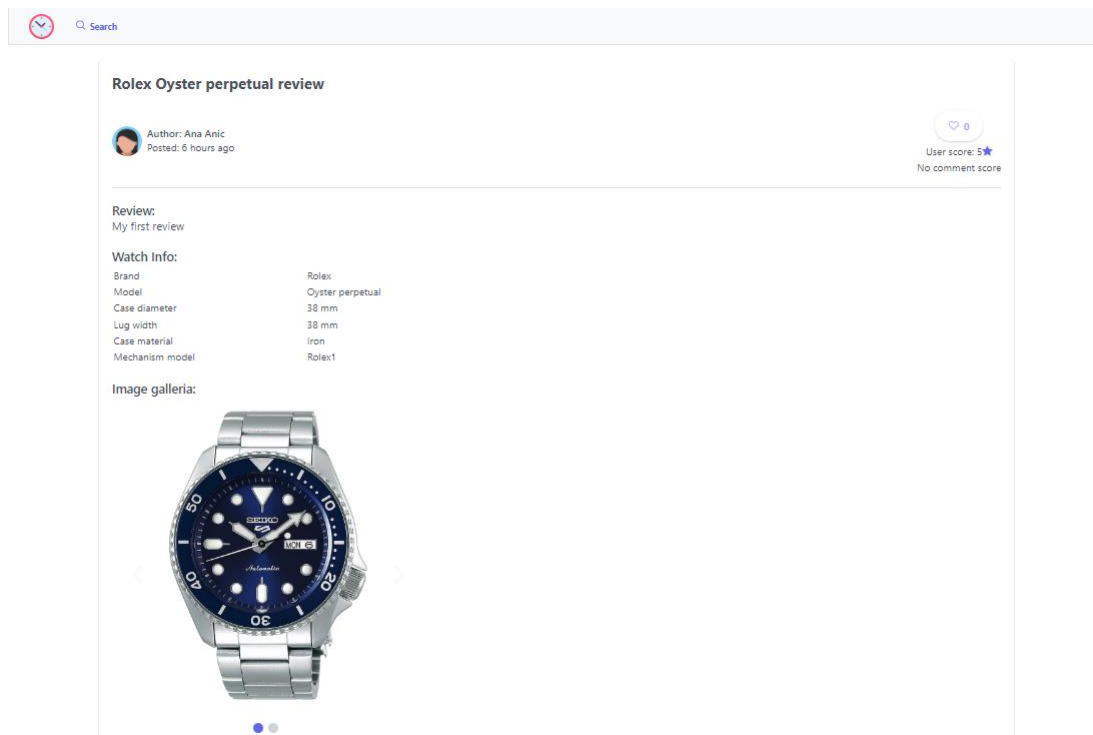 Search
Rolex Oyster perpetual review
Author: Ana Anic
Posted: 6 hours ago
0
User score: 5
No comment score
Review:
My first review
Watch Info:
Brand Rolex
Model Oyster perpetual
Case diameter 38 mm
Lug width 38 mm
Case material Iron
Mechanism model Rolex1
Image galleria:
50
10
SEIKO
5
MON 6
Automatic
40
20
30